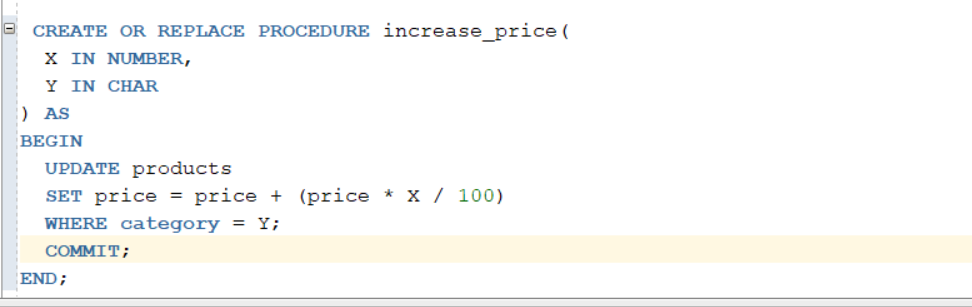 CREATE OR REPLACE PROCEDURE increase_price(
  X IN NUMBER,
  Y IN CHAR
) AS
BEGIN
  UPDATE products
  SET price = price + (price * X / 100)
  WHERE category = Y;
  COMMIT;
END;